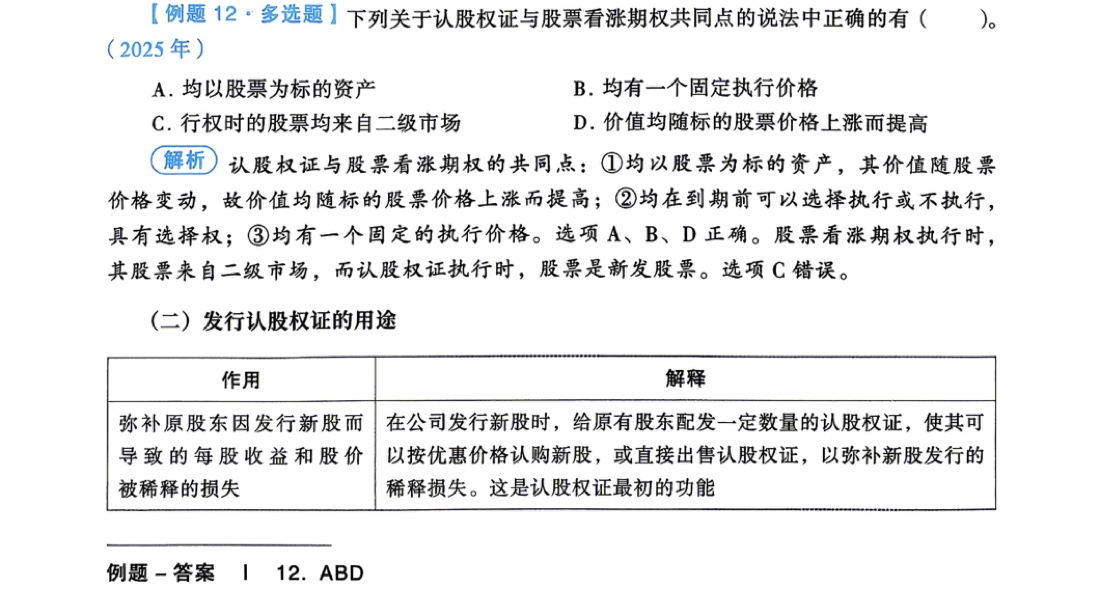 【例题 12·多选题】下列关于认股权证与股票看涨期权共同点的说法中正确的有（　　）。
（2025 年）
A. 均以股票为标的资产　　B. 均有一个固定执行价格
C. 行权时的股票均来自二级市场　　D. 价值均随标的股票价格上涨而提高
解析 认股权证与股票看涨期权的共同点：①均以股票为标的资产，其价值随股票
价格变动，故价值均随标的股票价格上涨而提高；②均在到期前可以选择执行或不执行，
具有选择权；③均有一个固定的执行价格。选项 A、B、D 正确。股票看涨期权执行时，
其股票来自二级市场，而认股权证执行时，股票是新发股票。选项 C 错误。
（二）发行认股权证的用途
作用　　解释
弥补原股东因发行新股而
导致的每股收益和股价
被稀释的损失
在公司发行新股时，给原有股东配发一定数量的认股权证，使其可
以按优惠价格认购新股，或直接出售认股权证，以弥补新股发行的
稀释损失。这是认股权证最初的功能
例题－答案　|　12. ABD